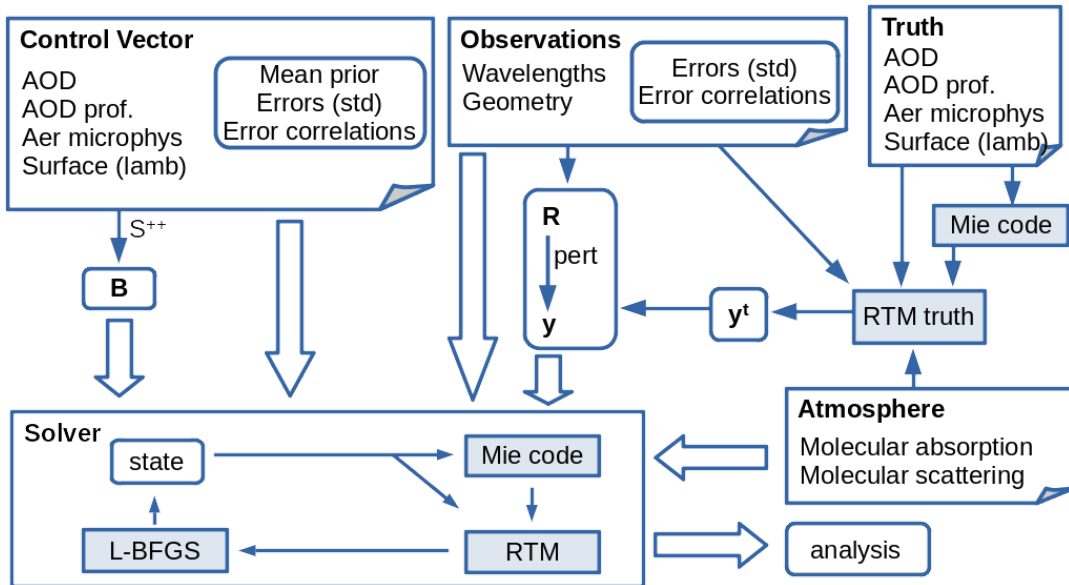 Control Vector
AOD
AOD prof.
Aer microphys
Surface (lamb)
Mean prior
Errors (std)
Error correlations
Observations
Wavelengths
Geometry
Errors (std)
Error correlations
Truth
AOD
AOD prof.
Aer microphys
Surface (lamb)
Mie code
S⁺⁺
B
R
pert
y
yᵗ
RTM truth
Atmosphere
Molecular absorption
Molecular scattering
Solver
state
Mie code
L-BFGS
RTM
analysis